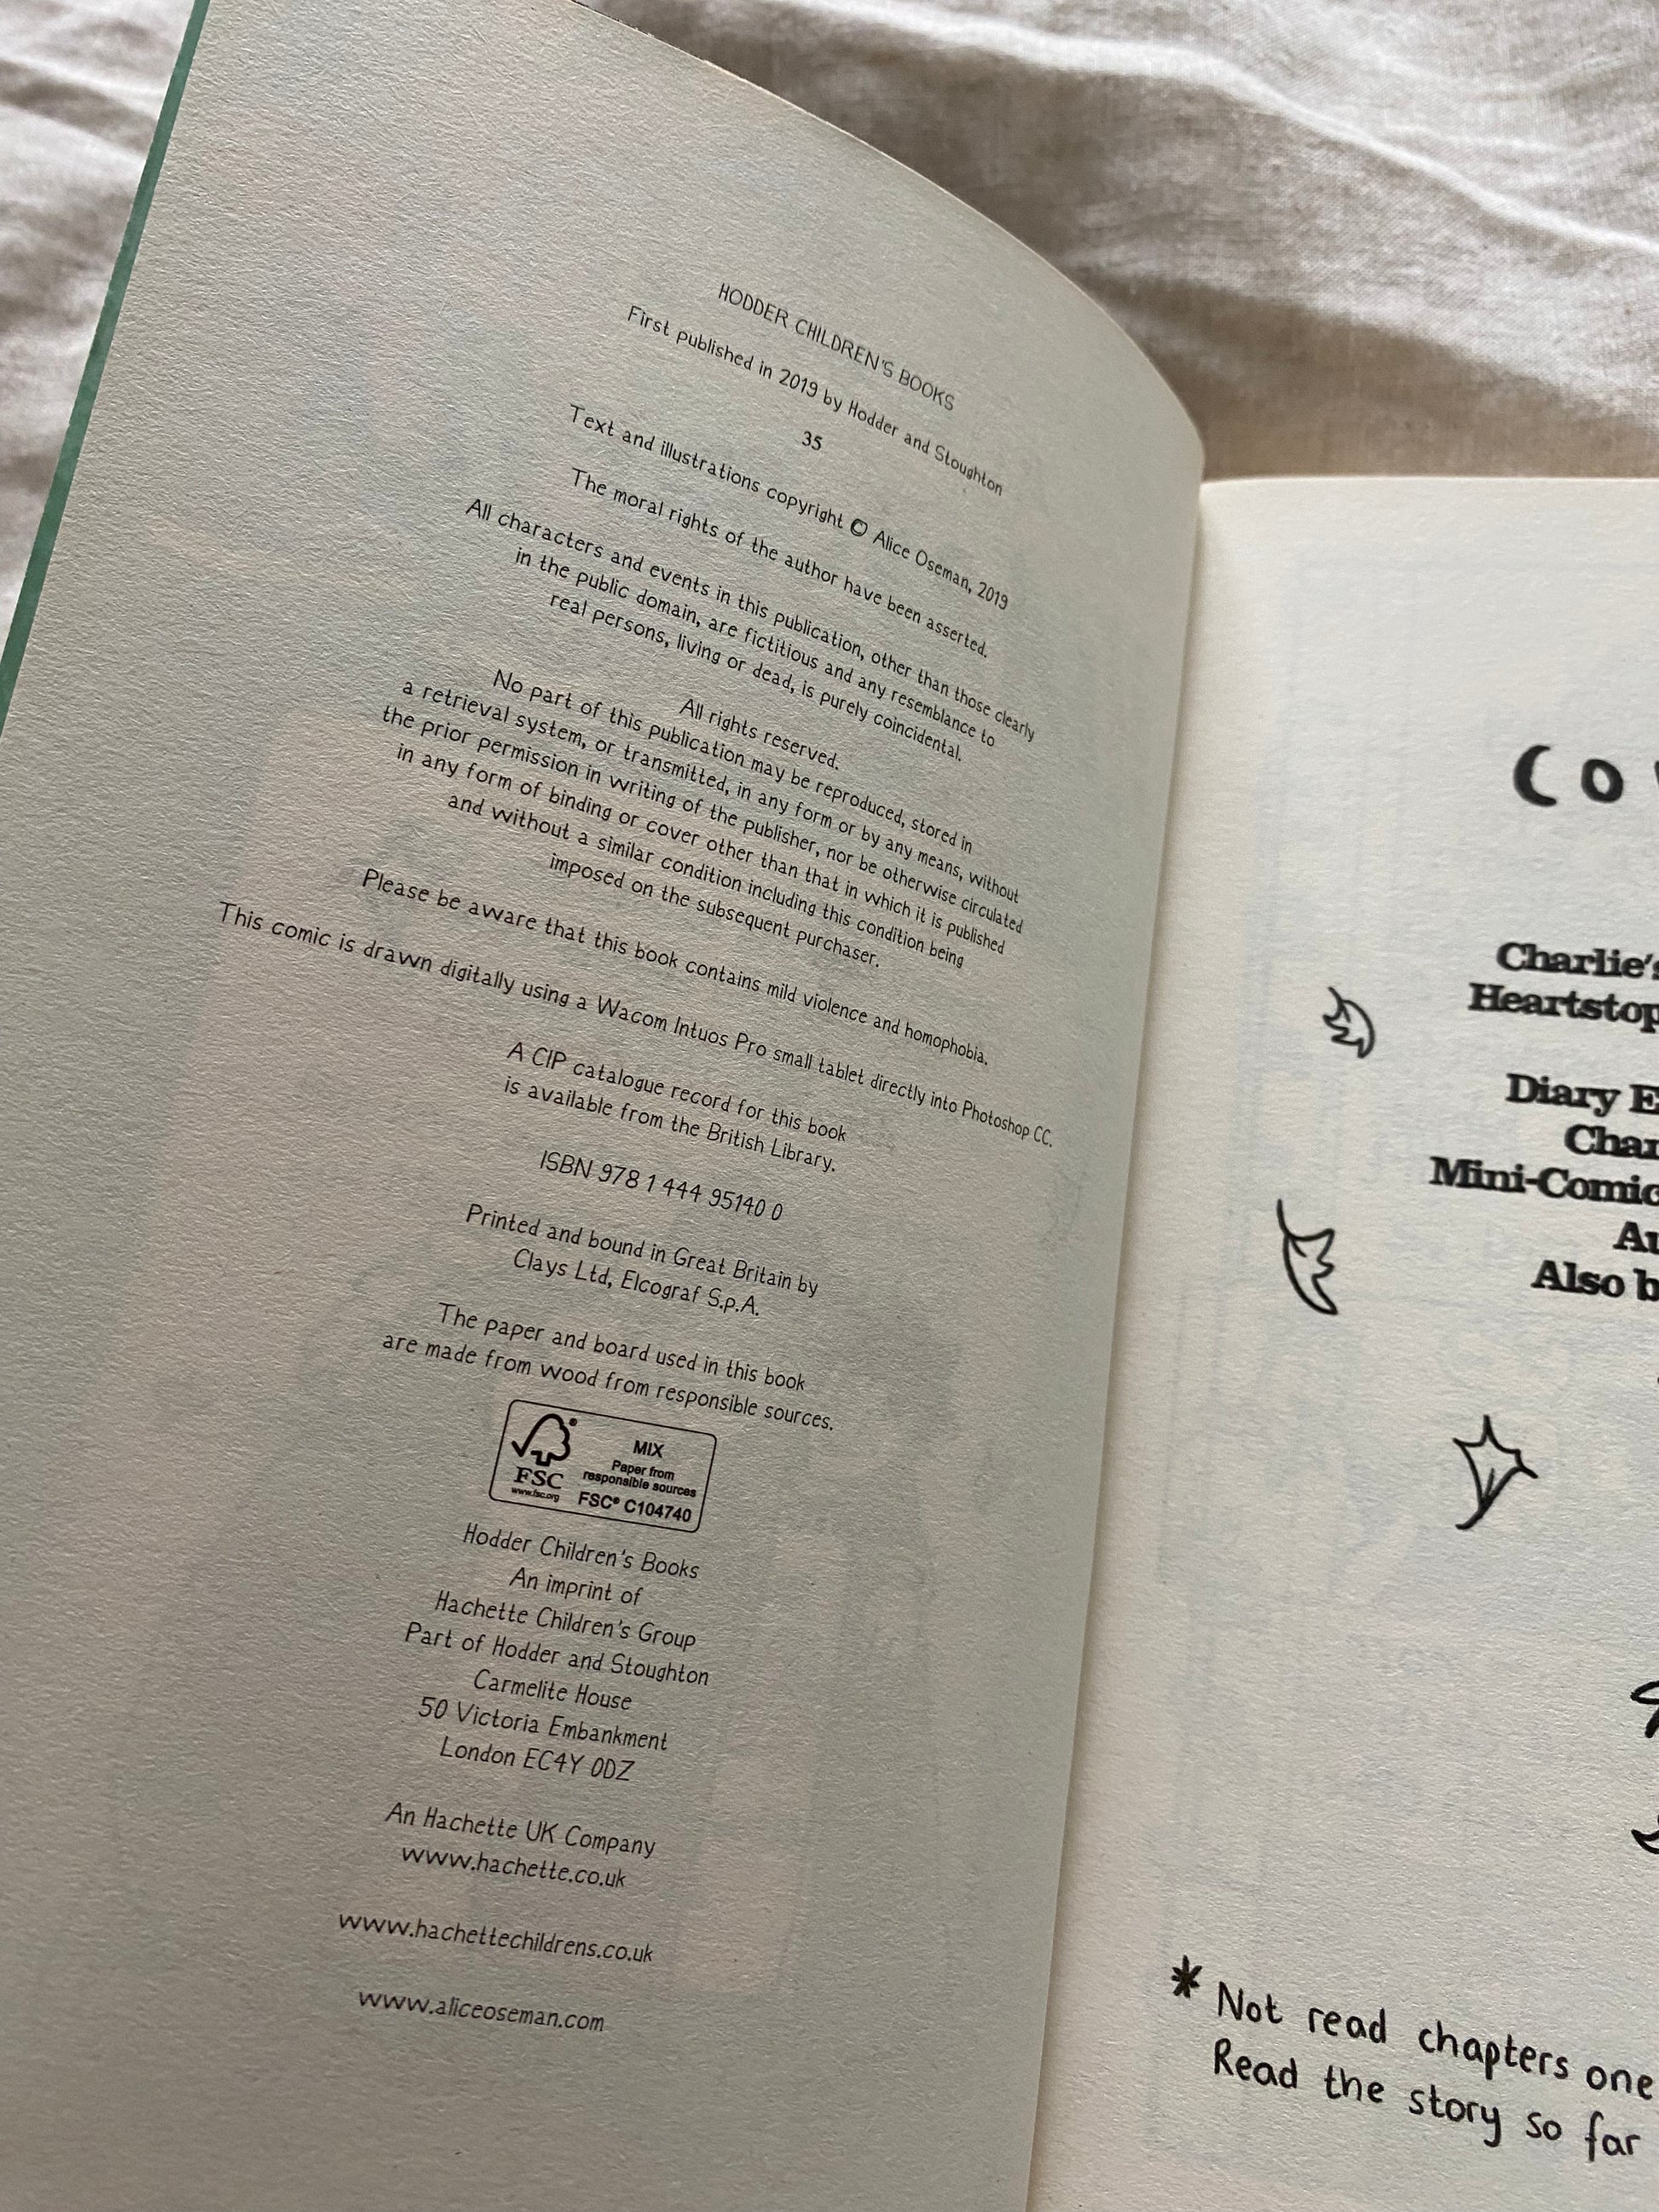 HODDER CHILDREN'S BOOKS
First published in 2019 by Hodder and Stoughton
35
Text and illustrations copyright © Alice Oseman, 2019
The moral rights of the author have been asserted.
All characters and events in this publication, other than those clearly
in the public domain, are fictitious and any resemblance to
real persons, living or dead, is purely coincidental.
All rights reserved.
No part of this publication may be reproduced, stored in
a retrieval system, or transmitted, in any form or by any means, without
the prior permission in writing of the publisher, nor be otherwise circulated
in any form of binding or cover other than that in which it is published
and without a similar condition including this condition being
imposed on the subsequent purchaser.
Please be aware that this book contains mild violence and homophobia.
This comic is drawn digitally using a Wacom Intuos Pro small tablet directly into Photoshop CC.
A CIP catalogue record for this book
is available from the British Library.
ISBN 978 1 444 95140 0
Printed and bound in Great Britain by
Clays Ltd, Elcograf S.p.A.
The paper and board used in this book
are made from wood from responsible sources.
FSC
www.fsc.org
MIX
Paper from
responsible sources
FSC® C104740
Hodder Children's Books
An imprint of
Hachette Children's Group
Part of Hodder and Stoughton
Carmelite House
50 Victoria Embankment
London EC4Y 0DZ
An Hachette UK Company
www.hachette.co.uk
www.hachettechildrens.co.uk
www.aliceoseman.com
Co
Charlie's
Heartstop
Diary E
Char
Mini-Comic
Au
Also b
* Not read chapters one
Read the story so far